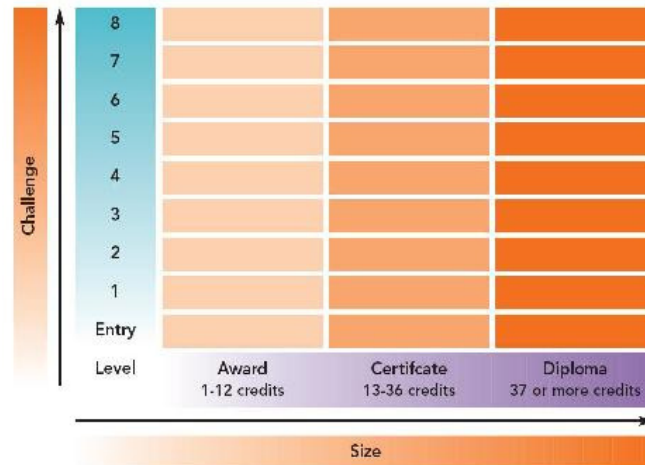 Challenge
8
7
6
5
4
3
2
1
Entry
Level
Award
1-12 credits
Certifcate
13-36 credits
Diploma
37 or more credits
Size